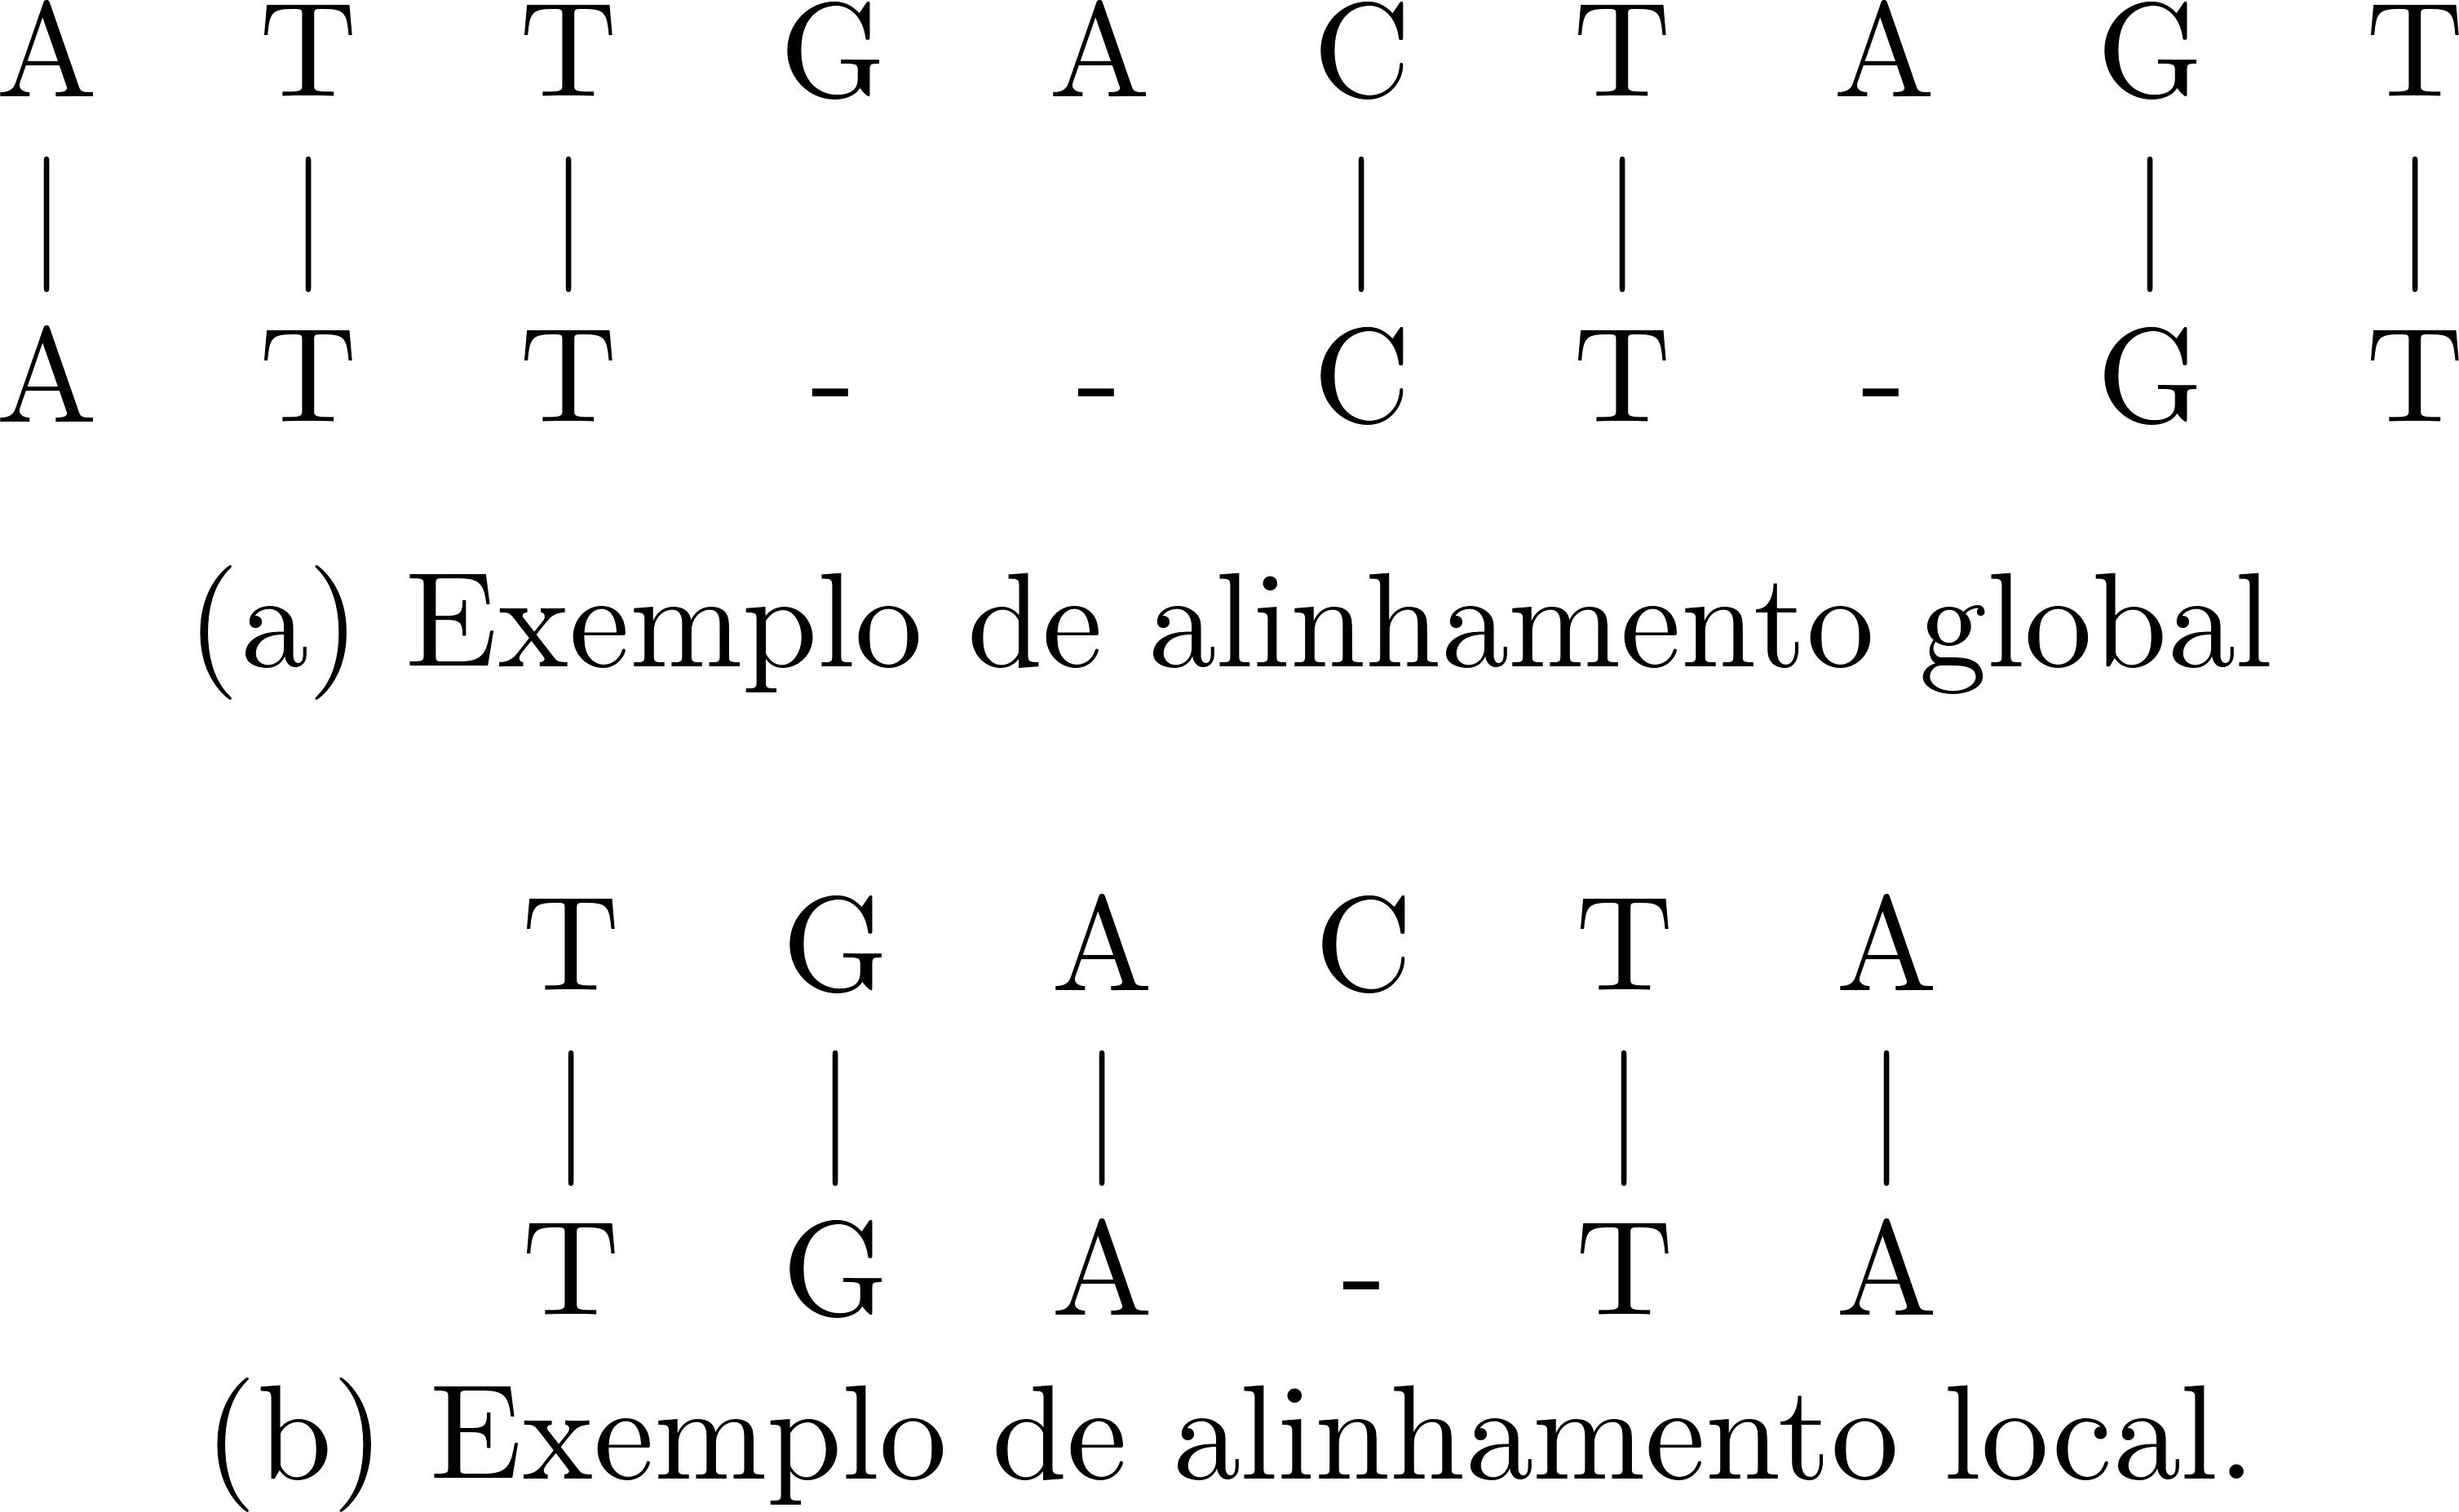 A T T G A C T A G T
| | | | | | |
A T T - - C T - G T
(a) Exemplo de alinhamento global
T G A C T A
| | | | |
T G A - T A
(b) Exemplo de alinhamento local.